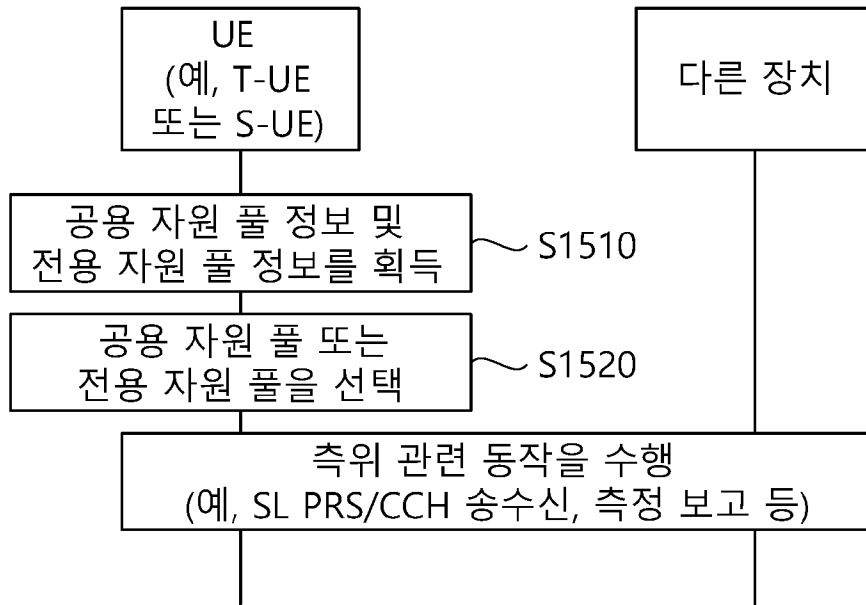 UE
(예, T-UE
또는 S-UE)
다른 장치
공용 자원 풀 정보 및
전용 자원 풀 정보를 획득
S1510
공용 자원 풀 또는
전용 자원 풀을 선택
S1520
측위 관련 동작을 수행
(예, SL PRS/CCH 송수신, 측정 보고 등)